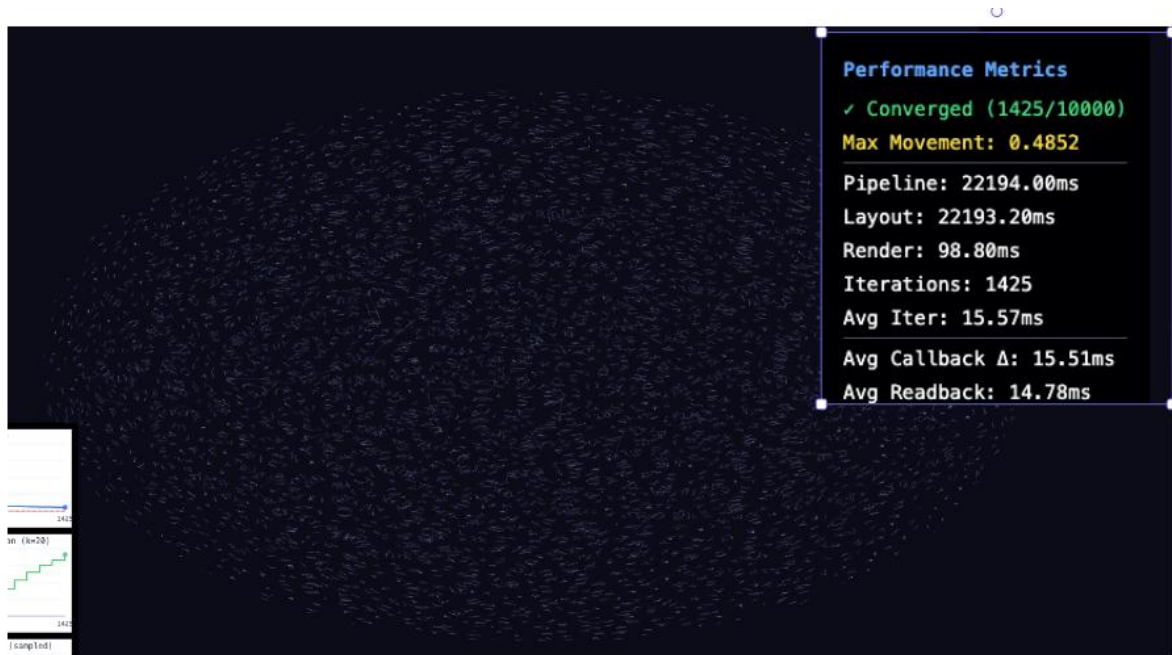 Performance Metrics
✓ Converged (1425/10000)
Max Movement: 0.4852
Pipeline: 22194.00ms
Layout: 22193.20ms
Render: 98.80ms
Iterations: 1425
Avg Iter: 15.57ms
Avg Callback Δ: 15.51ms
Avg Readback: 14.78ms
1425
(k=20)
1425
(sampled)